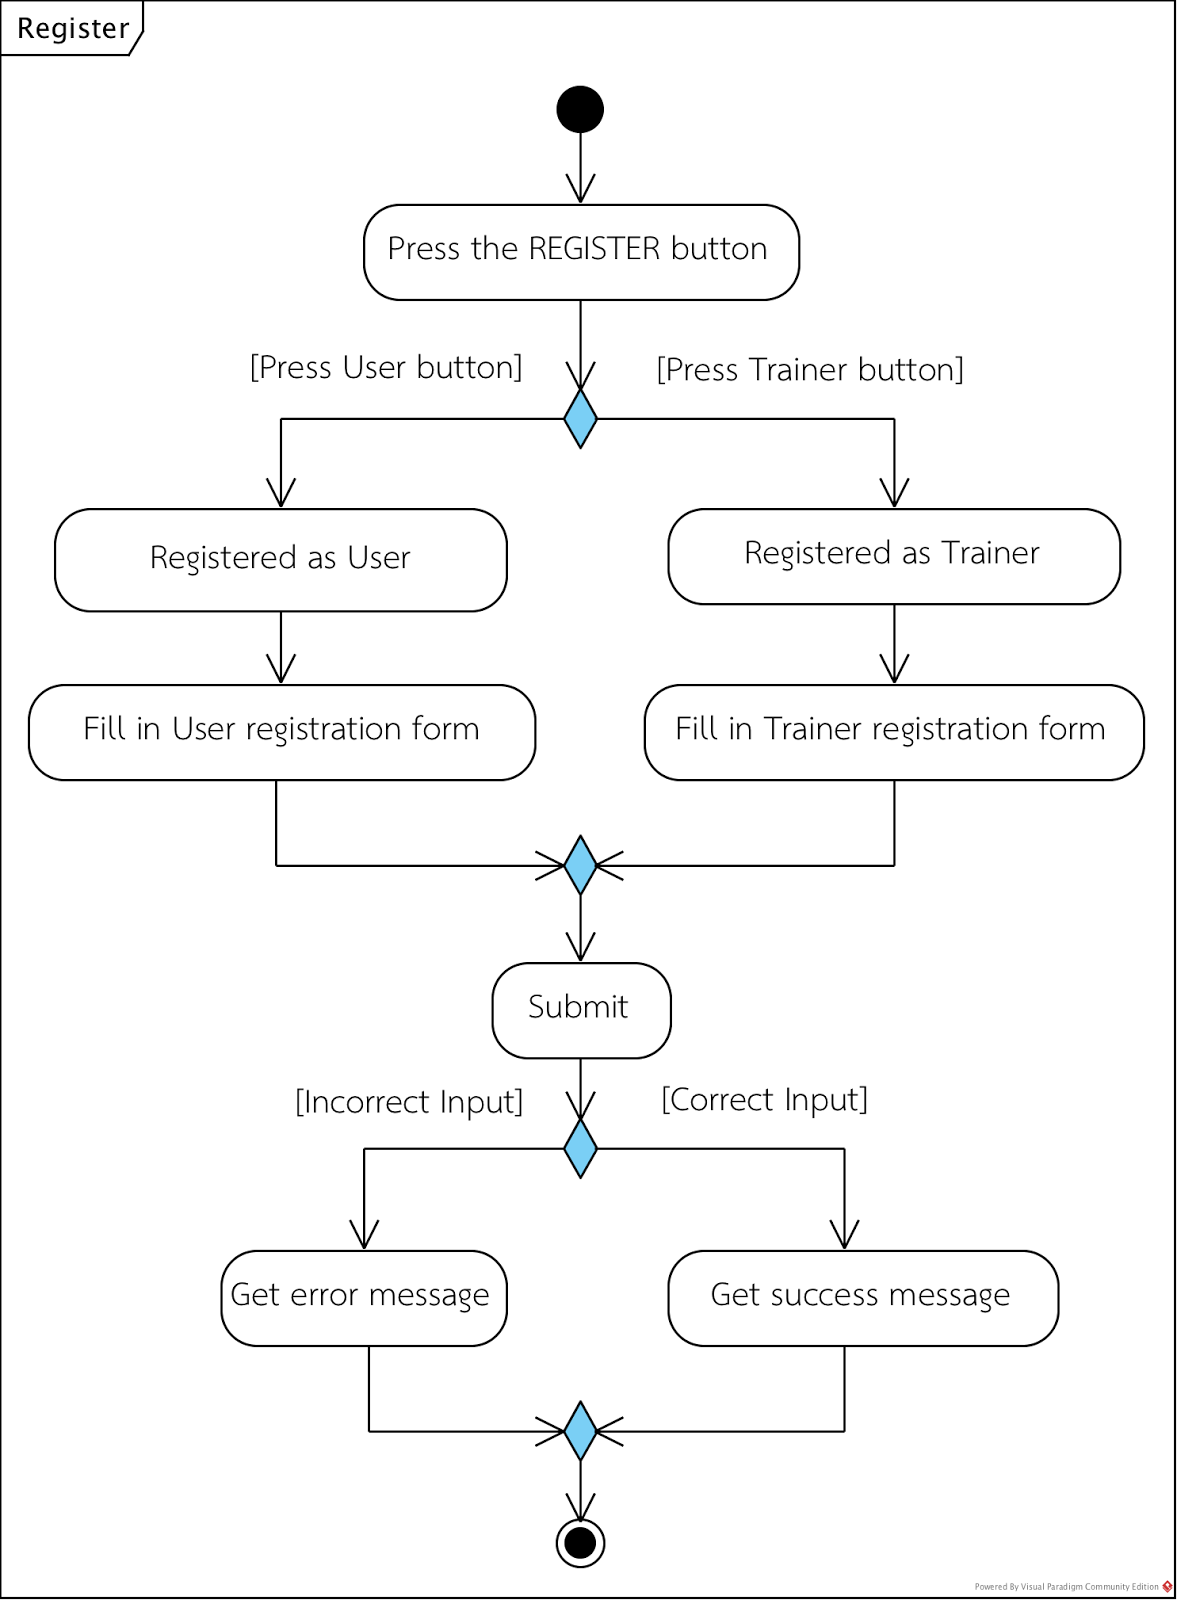 Register
Press the REGISTER button
[Press User button]
[Press Trainer button]
Registered as User
Registered as Trainer
Fill in User registration form
Fill in Trainer registration form
Submit
[Incorrect Input]
[Correct Input]
Get error message
Get success message
Powered By Visual Paradigm Community Edition